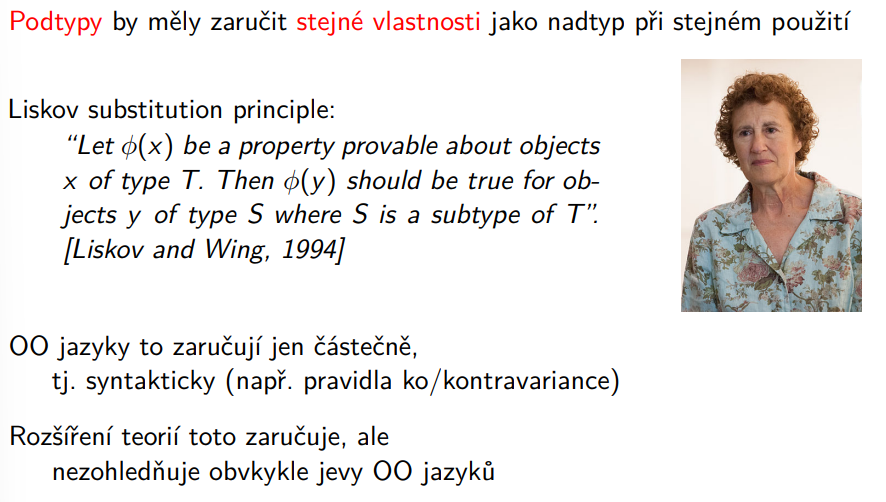 Podtypy by měly zaručit stejné vlastnosti jako nadtyp při stejném použití
Liskov substitution principle:
“Let ϕ(x) be a property provable about objects
x of type T. Then ϕ(y) should be true for ob-
jects y of type S where S is a subtype of T”.
[Liskov and Wing, 1994]
OO jazyky to zaručují jen částečně,
tj. syntakticky (např. pravidla ko/kontravariance)
Rozšíření teorií toto zaručuje, ale
nezohledňuje obvkykle jevy OO jazyků